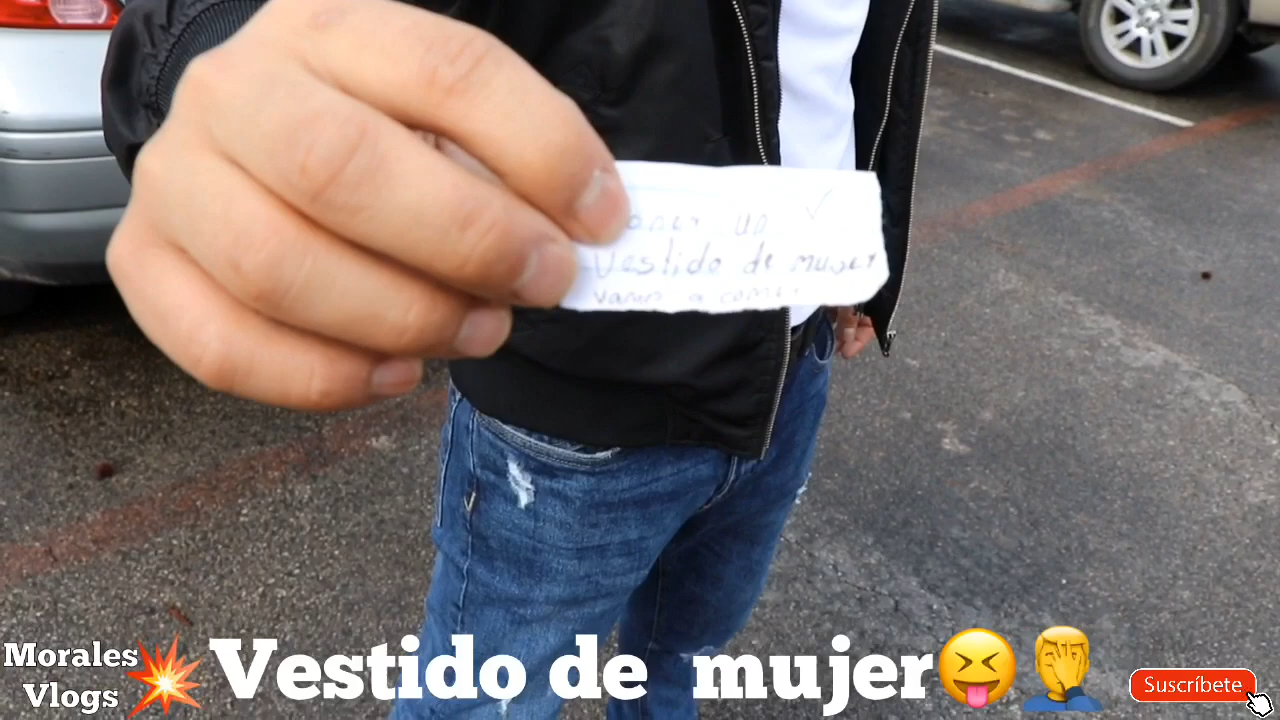 un
Vestido de mujer
a
Morales
Vlogs
Vestido de mujer
Suscríbete